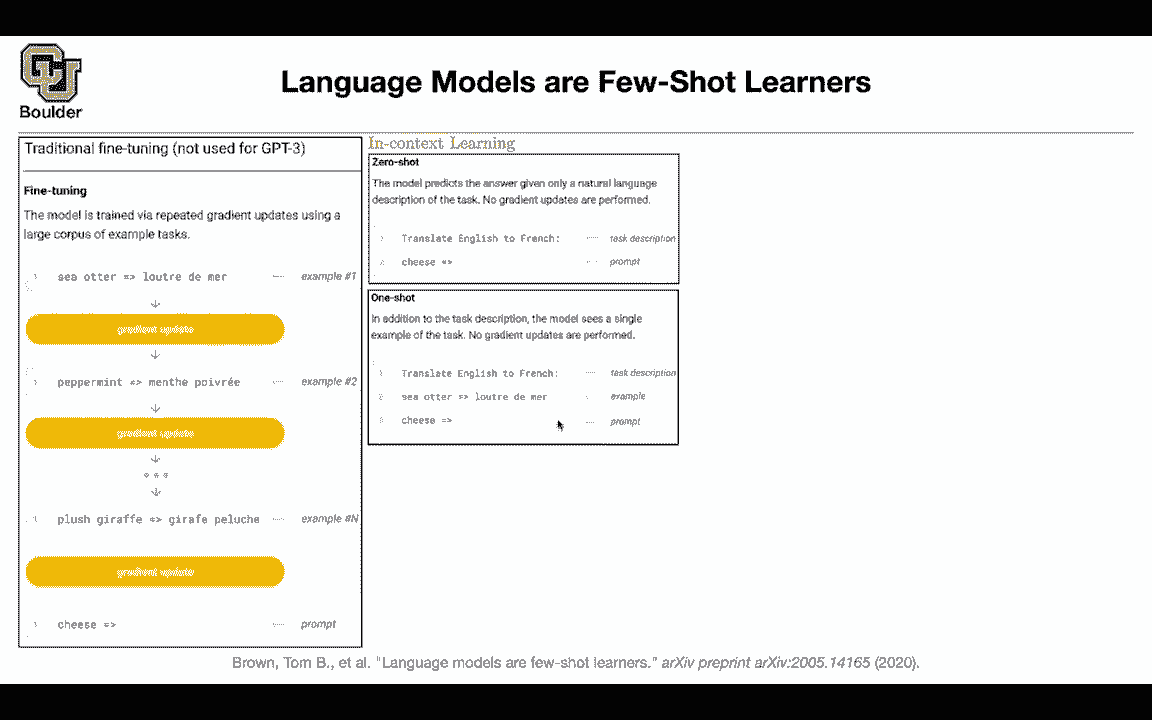 Boulder
Language Models are Few-Shot Learners
Traditional fine-tuning (not used for GPT-3)
Fine-tuning
The model is trained via repeated gradient updates using a
large corpus of example tasks.
1 sea otter => loutre de mer example #1
gradient update
1 peppermint => menthe poivrée example #2
gradient update
1 plush giraffe => girafe peluche example #N
gradient update
1 cheese => prompt
In-context Learning
Zero-shot
The model predicts the answer given only a natural language
description of the task. No gradient updates are performed.
1 Translate English to French: task description
2 cheese => prompt
One-shot
In addition to the task description, the model sees a single
example of the task. No gradient updates are performed.
1 Translate English to French: task description
2 sea otter => loutre de mer example
3 cheese => prompt
Brown, Tom B., et al. "Language models are few-shot learners." arXiv preprint arXiv:2005.14165 (2020).